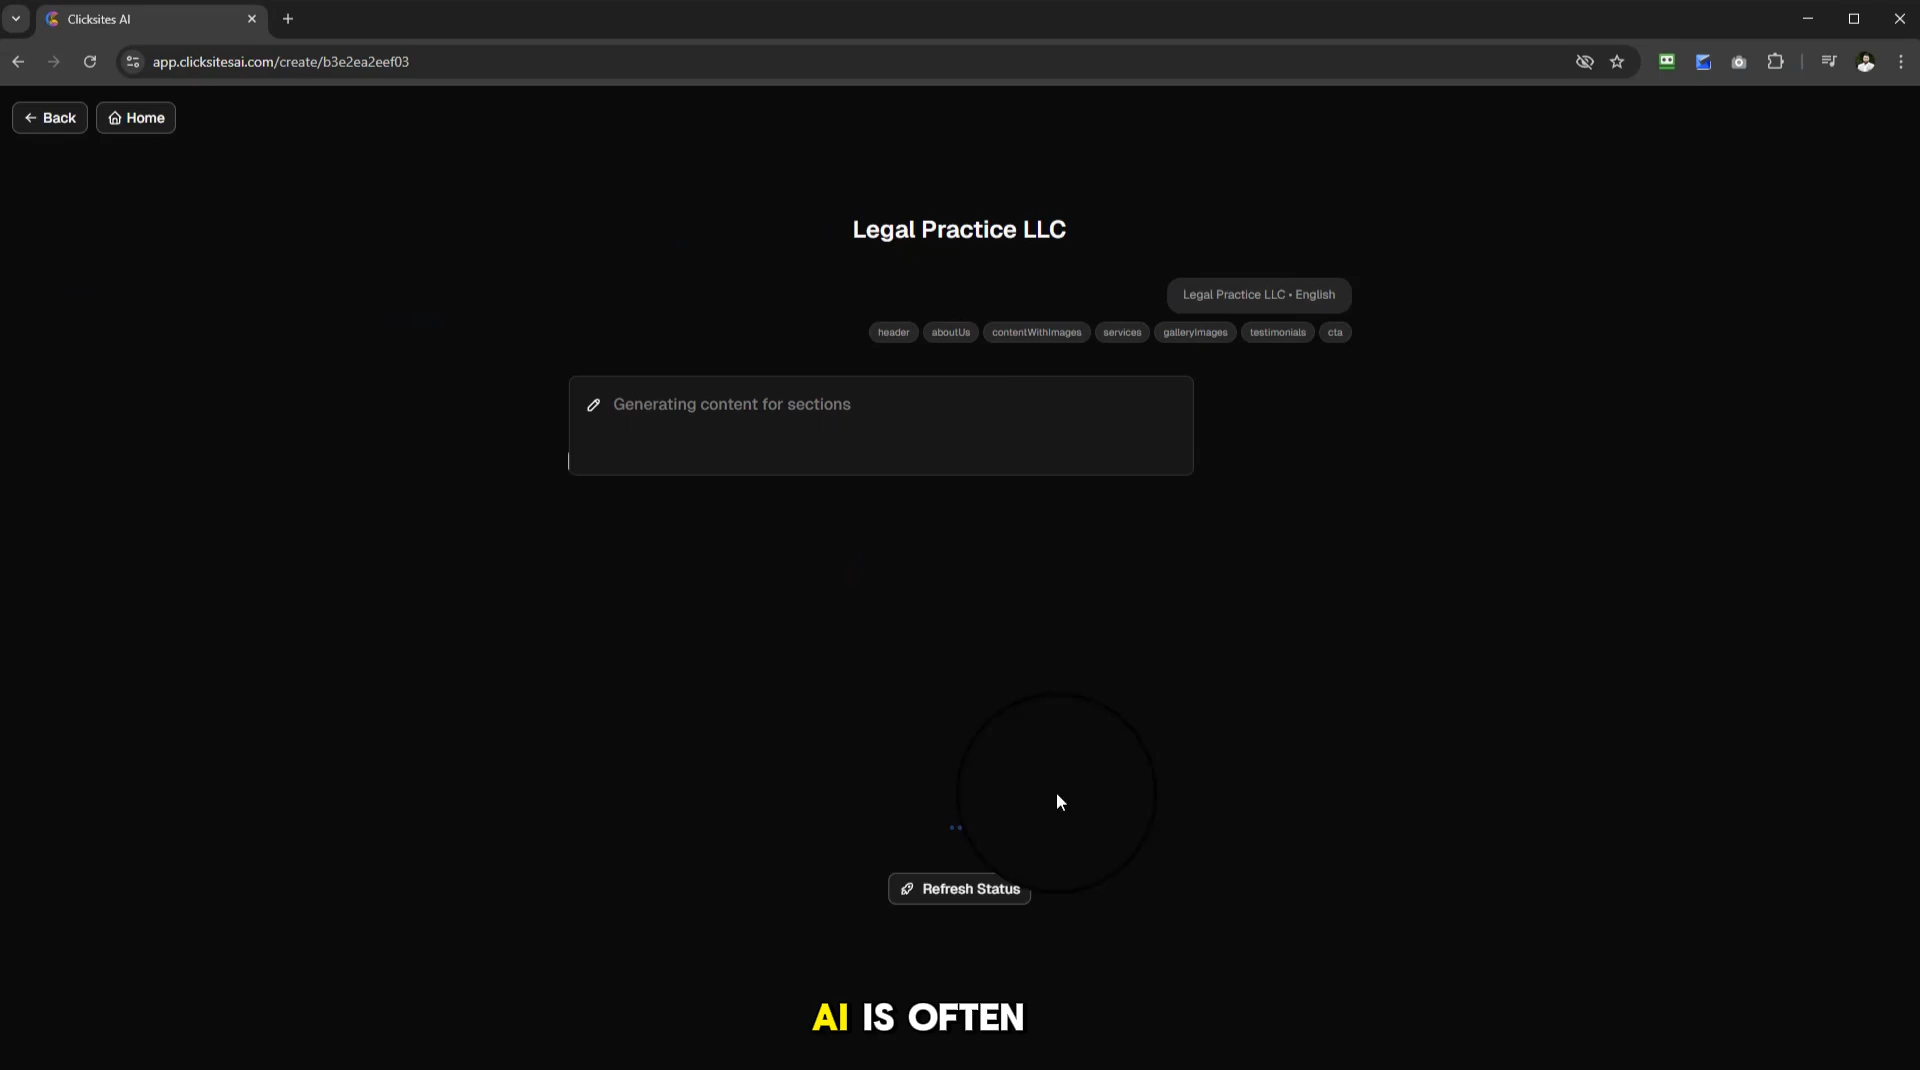 Clicksites AI
app.clicksitesai.com/create/b3e2ea2eef03
Back Home
Legal Practice LLC
Legal Practice LLC • English
header aboutUs contentWithImages services galleryImages testimonials cta
Generating content for sections
Refresh Status
AI IS OFTEN